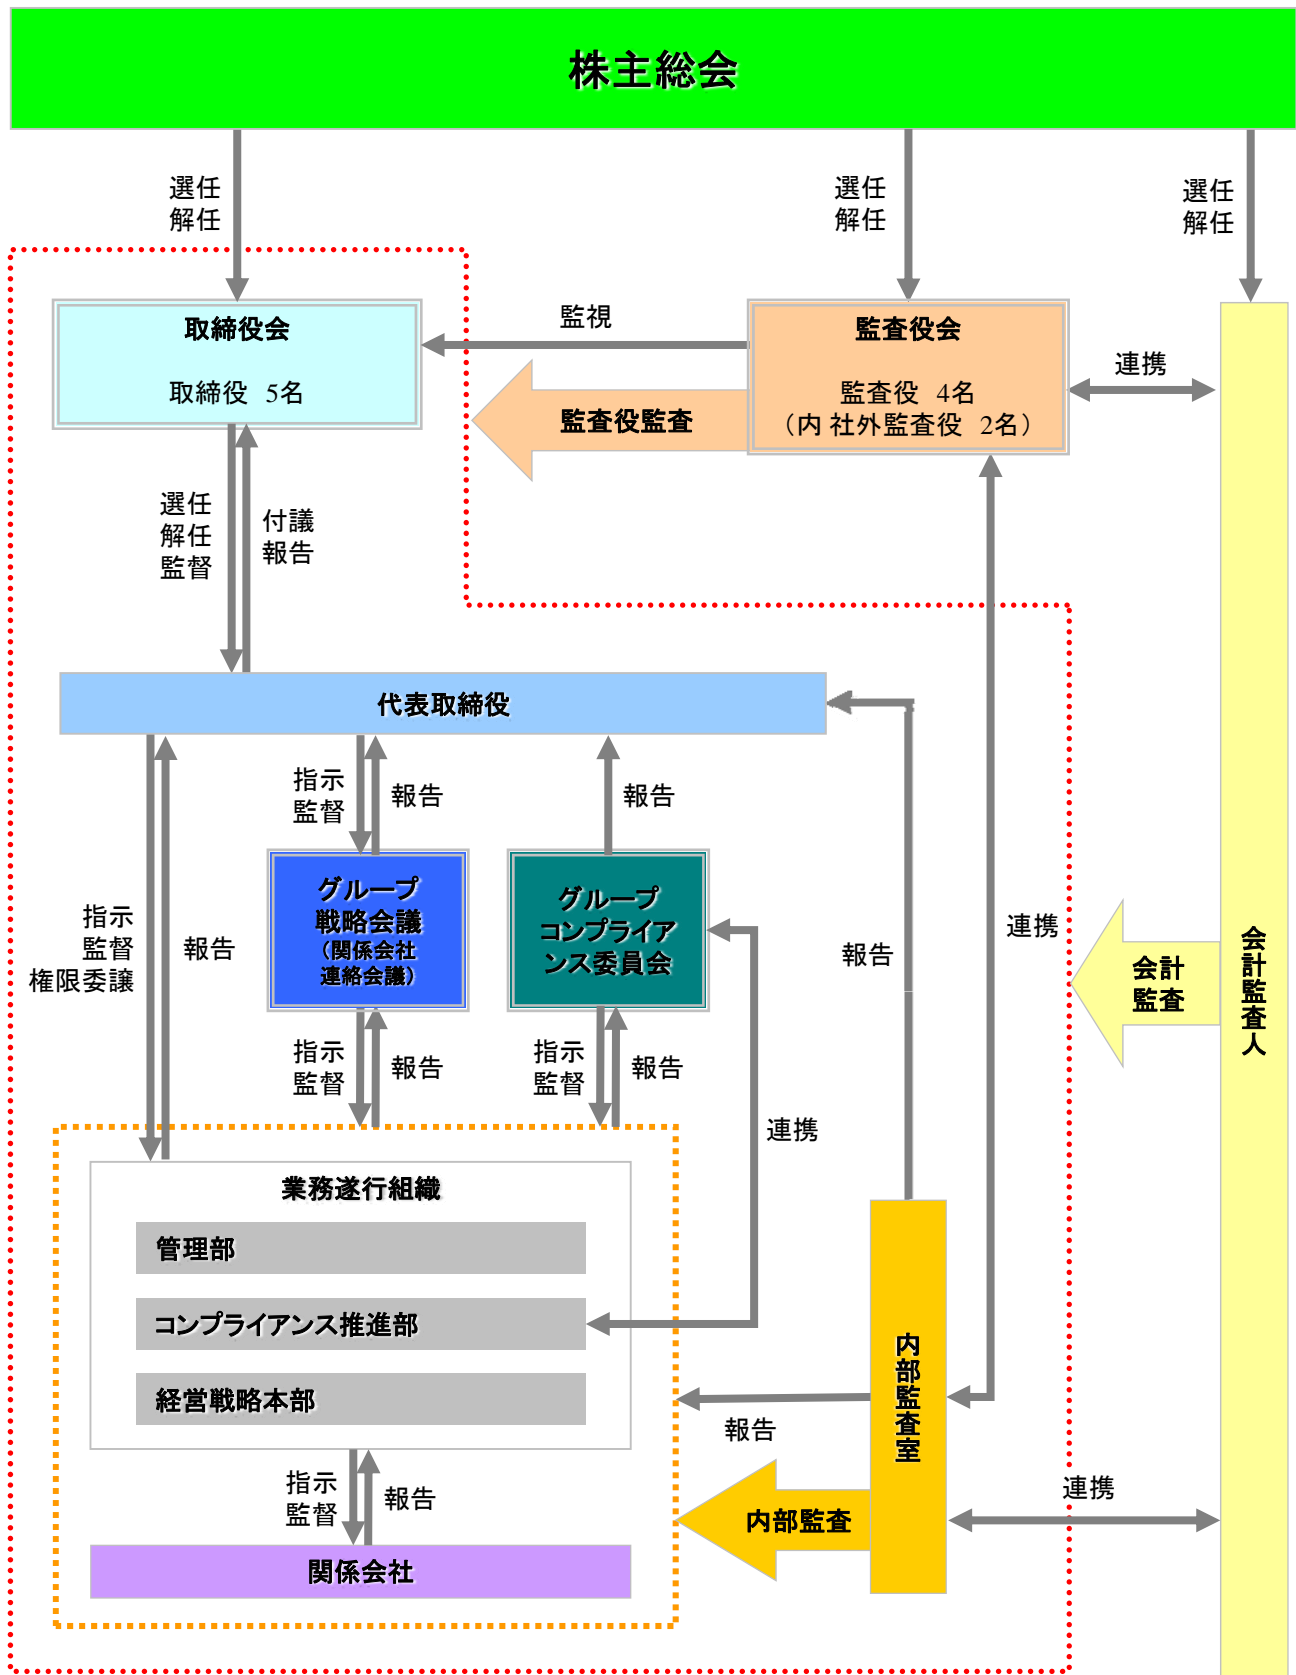 株主総会
選任
解任
選任
解任
選任
解任
取締役会
取締役 5名
監視
監査役会
監査役 4名
（内 社外監査役 2名）
連携
監査役監査
選任
解任
監督
付議
報告
代表取締役
指示
監督
報告
報告
指示
監督
権限委譲
報告
グループ
戦略会議
（関係会社
連絡会議）
グループ
コンプライア
ンス委員会
報告
連携
会計
監査
会計監査人
指示
監督
報告
指示
監督
報告
連携
業務遂行組織
管理部
コンプライアンス推進部
経営戦略本部
内部監査室
報告
指示
監督
報告
内部監査
連携
関係会社